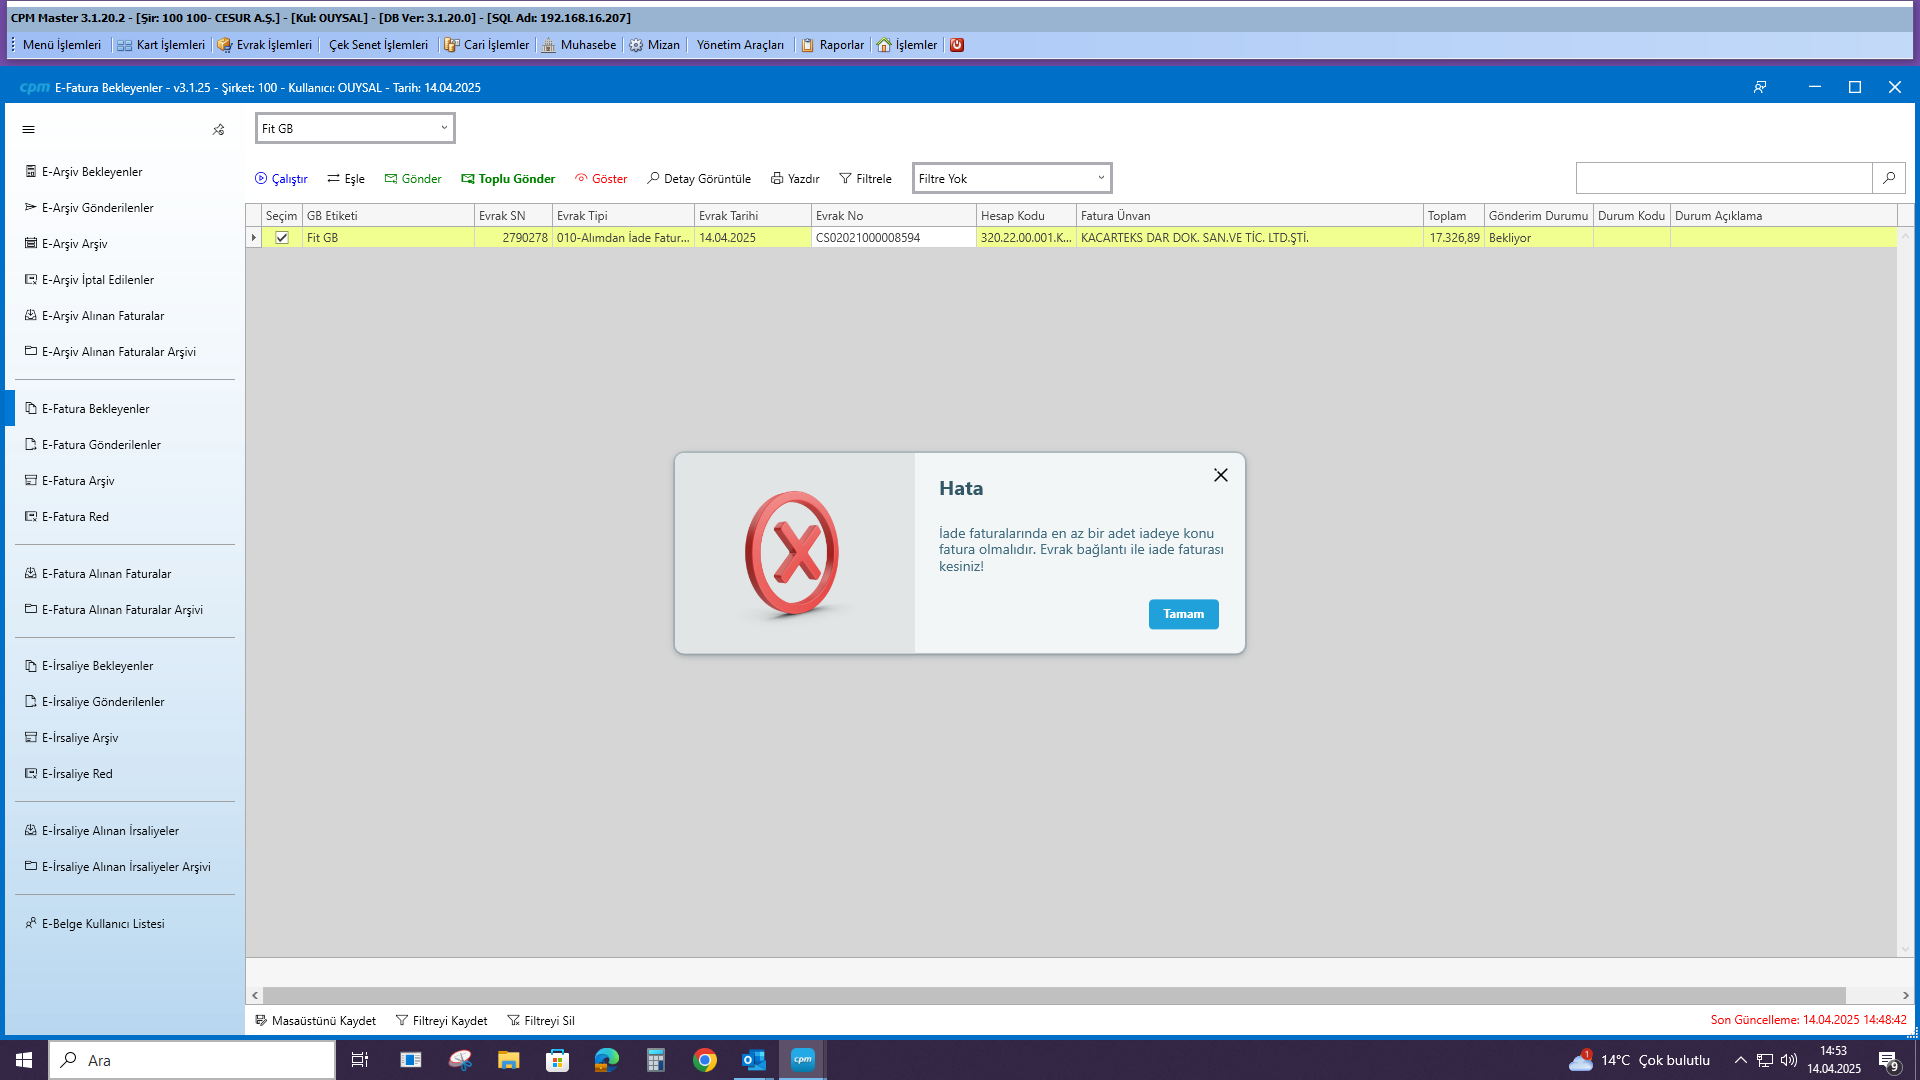 CPM Master 3.1.20.2 - [Şir: 100 100- CESUR A.Ş.] - [Kul: OUYSAL] - [DB Ver: 3.1.20.0] - [SQL Adı: 192.168.16.207]
Menü İşlemleri Kart İşlemleri Evrak İşlemleri Çek Senet İşlemleri Cari İşlemler Muhasebe Mizan Yönetim Araçları Raporlar İşlemler
cpm E-Fatura Bekleyenler - v3.1.25 - Şirket: 100 - Kullanıcı: OUYSAL - Tarih: 14.04.2025
E-Arşiv Bekleyenler
E-Arşiv Gönderilenler
E-Arşiv Arşiv
E-Arşiv İptal Edilenler
E-Arşiv Alınan Faturalar
E-Arşiv Alınan Faturalar Arşivi
E-Fatura Bekleyenler
E-Fatura Gönderilenler
E-Fatura Arşiv
E-Fatura Red
E-Fatura Alınan Faturalar
E-Fatura Alınan Faturalar Arşivi
E-İrsaliye Bekleyenler
E-İrsaliye Gönderilenler
E-İrsaliye Arşiv
E-İrsaliye Red
E-İrsaliye Alınan İrsaliyeler
E-İrsaliye Alınan İrsaliyeler Arşivi
E-Belge Kullanıcı Listesi
Fit GB
Çalıştır Eşle Gönder Toplu Gönder Göster Detay Görüntüle Yazdır Filtrele Filtre Yok
Seçim GB Etiketi Evrak SN Evrak Tipi Evrak Tarihi Evrak No Hesap Kodu Fatura Ünvan Toplam Gönderim Durumu Durum Kodu Durum Açıklama
Fit GB 2790278 010-Alımdan İade Fatur... 14.04.2025 CS02021000008594 320.22.00.001.K... KACARTEKS DAR DOK. SAN.VE TİC. LTD.ŞTİ. 17.326,89 Bekliyor
Hata
İade faturalarında en az bir adet iadeye konu
fatura olmalıdır. Evrak bağlantı ile iade faturası
kesiniz!
Tamam
Masaüstünü Kaydet Filtreyi Kaydet Filtreyi Sil
Son Güncelleme: 14.04.2025 14:48:42
Ara
cpm
1
14°C Çok bulutlu
14:53
14.04.2025
9